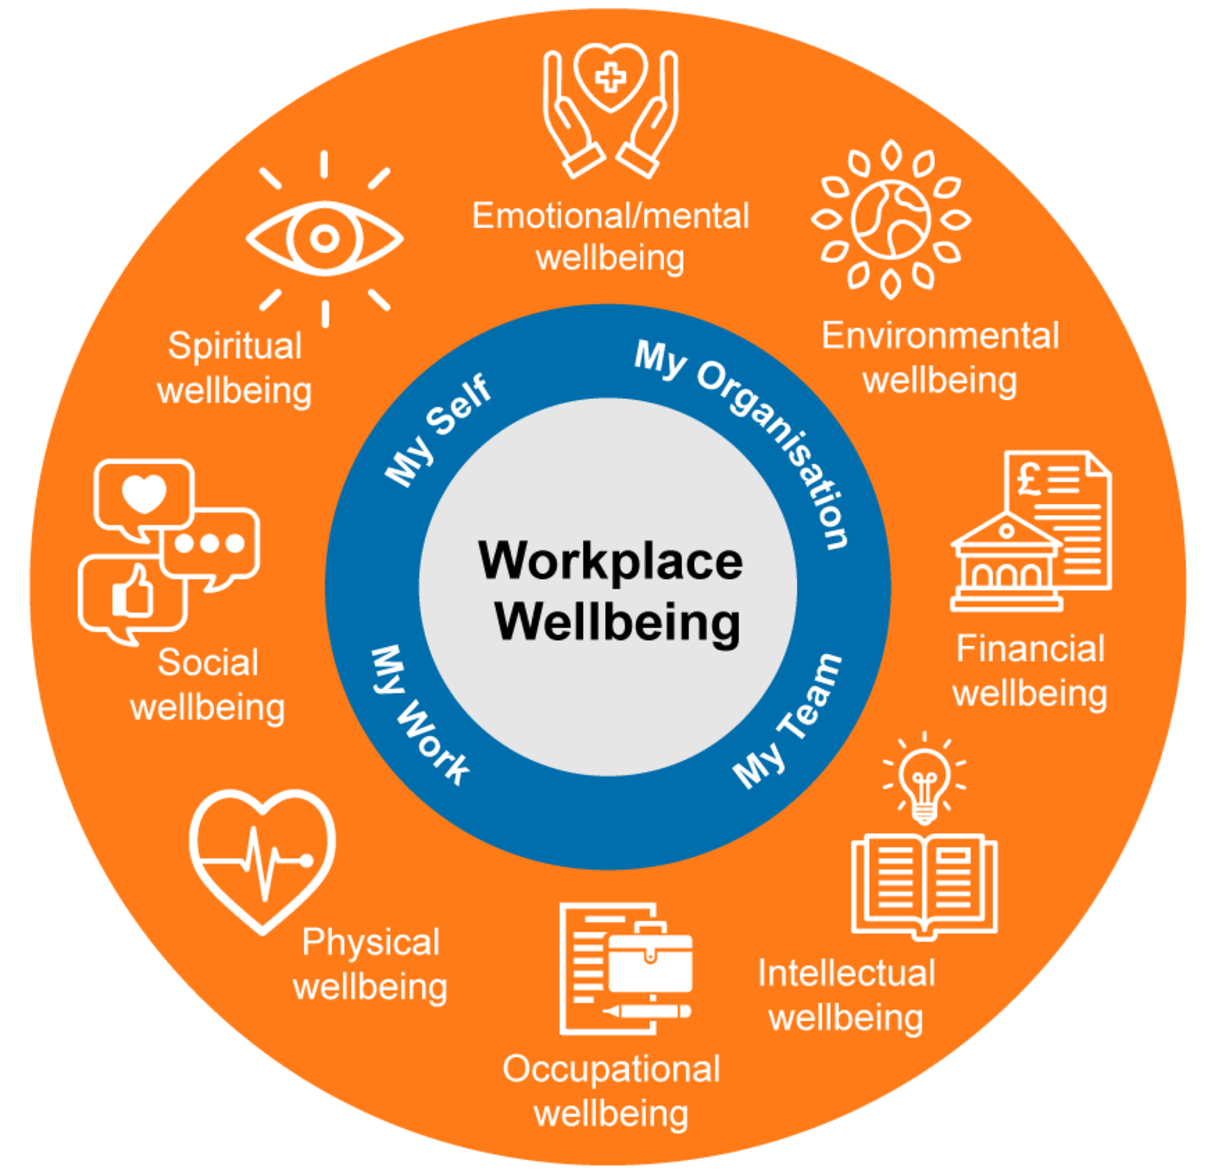 Emotional/mental
wellbeing
Environmental
wellbeing
Financial
wellbeing
£
Intellectual
wellbeing
Occupational
wellbeing
Physical
wellbeing
Social
wellbeing
Spiritual
wellbeing
My Self
My Organisation
My Team
My Work
Workplace
Wellbeing